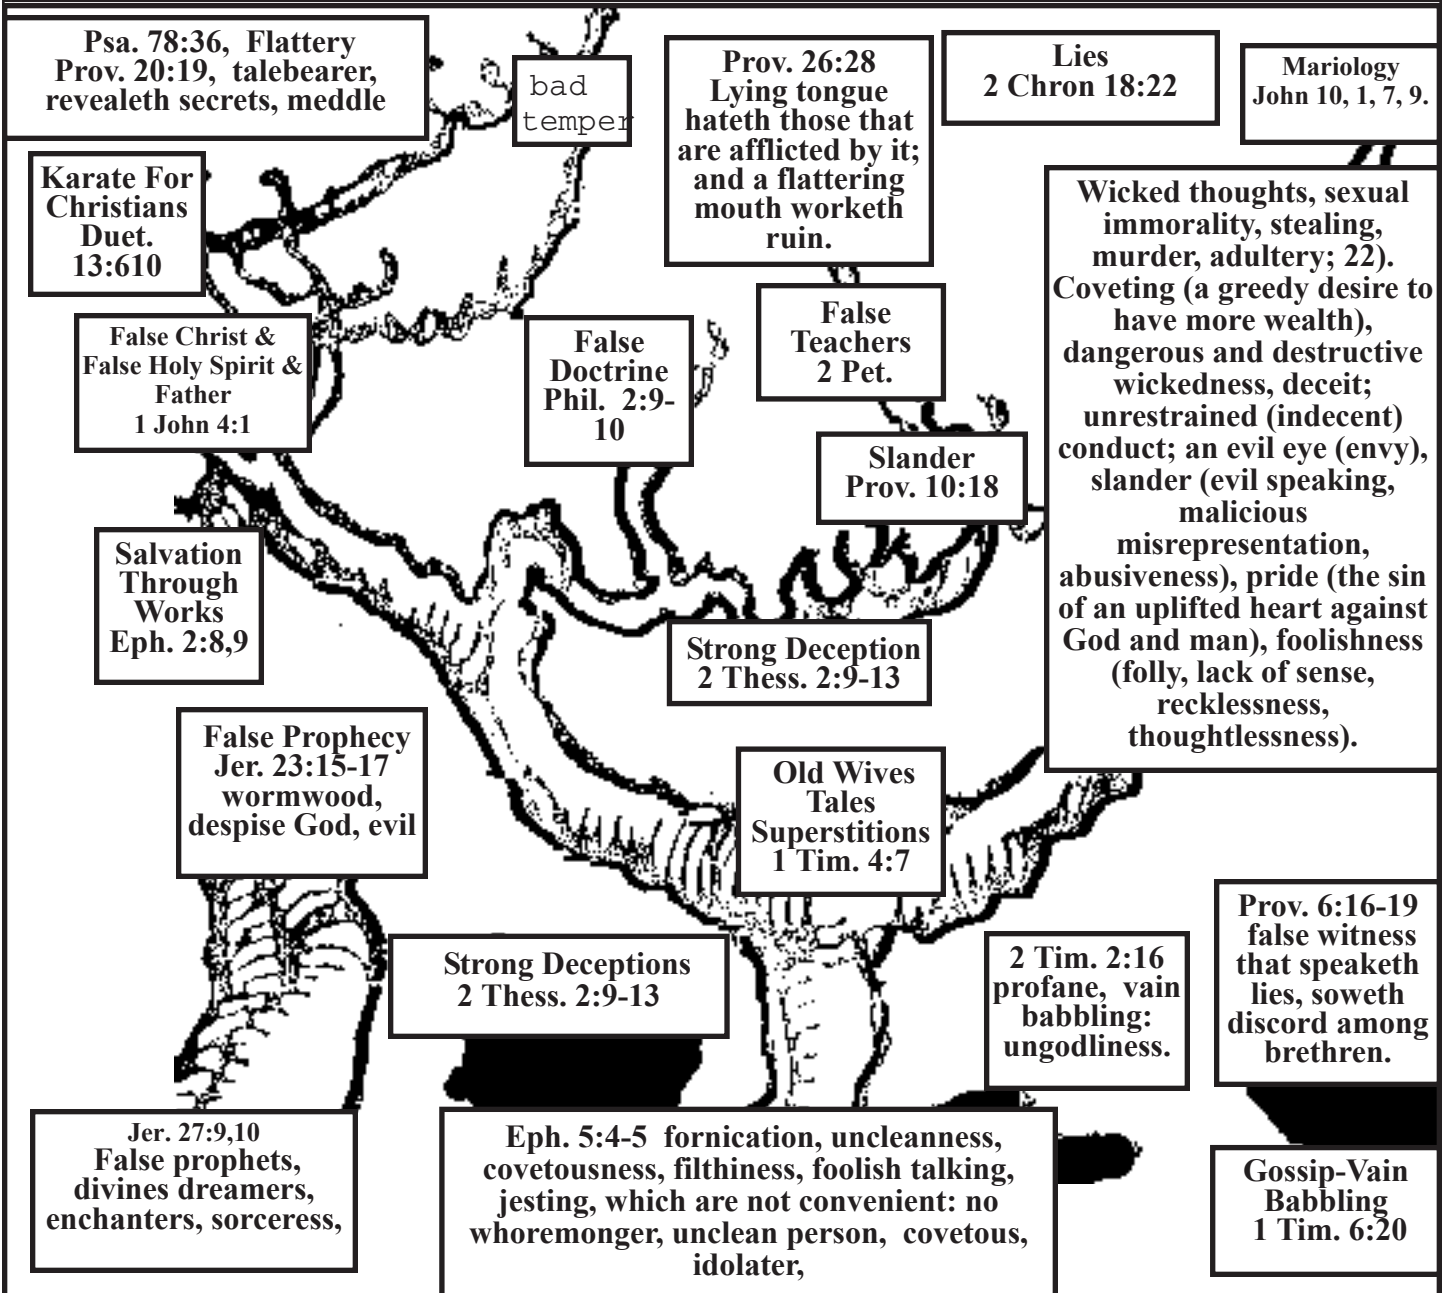 Psa. 78:36,  Flattery
Prov. 20:19,  talebearer,
revealeth secrets, meddle
bad
temper
Prov. 26:28
Lying tongue
hateth those that
are afflicted by it;
and a flattering
mouth worketh
ruin.
Lies
2 Chron 18:22
Mariology
John 10, 1, 7, 9.
Karate For
Christians
Duet.
13:610
Wicked thoughts, sexual
immorality, stealing,
murder, adultery; 22).
Coveting (a greedy desire to
have more wealth),
dangerous and destructive
wickedness, deceit;
unrestrained (indecent)
conduct; an evil eye (envy),
slander (evil speaking,
malicious
misrepresentation,
abusiveness), pride (the sin
of an uplifted heart against
God and man), foolishness
(folly, lack of sense,
recklessness,
thoughtlessness).
False Christ &
False Holy Spirit &
Father
1 John 4:1
False
Doctrine
Phil.  2:9-
10
False
Teachers
2 Pet.
Slander
Prov. 10:18
Salvation
Through
Works
Eph. 2:8,9
Strong Deception
2 Thess. 2:9-13
False Prophecy
Jer. 23:15-17
wormwood,
despise God, evil
Old Wives
Tales
Superstitions
1 Tim. 4:7
Strong Deceptions
2 Thess. 2:9-13
2 Tim. 2:16
profane,  vain
babbling:
ungodliness.
Prov. 6:16-19
false witness
that speaketh
lies, soweth
discord among
brethren.
Jer. 27:9,10
False prophets,
divines dreamers,
enchanters, sorceress,
Eph. 5:4-5  fornication, uncleanness,
covetousness, filthiness, foolish talking,
jesting, which are not convenient: no
whoremonger, unclean person,  covetous,
idolater,
Gossip-Vain
Babbling
1 Tim. 6:20